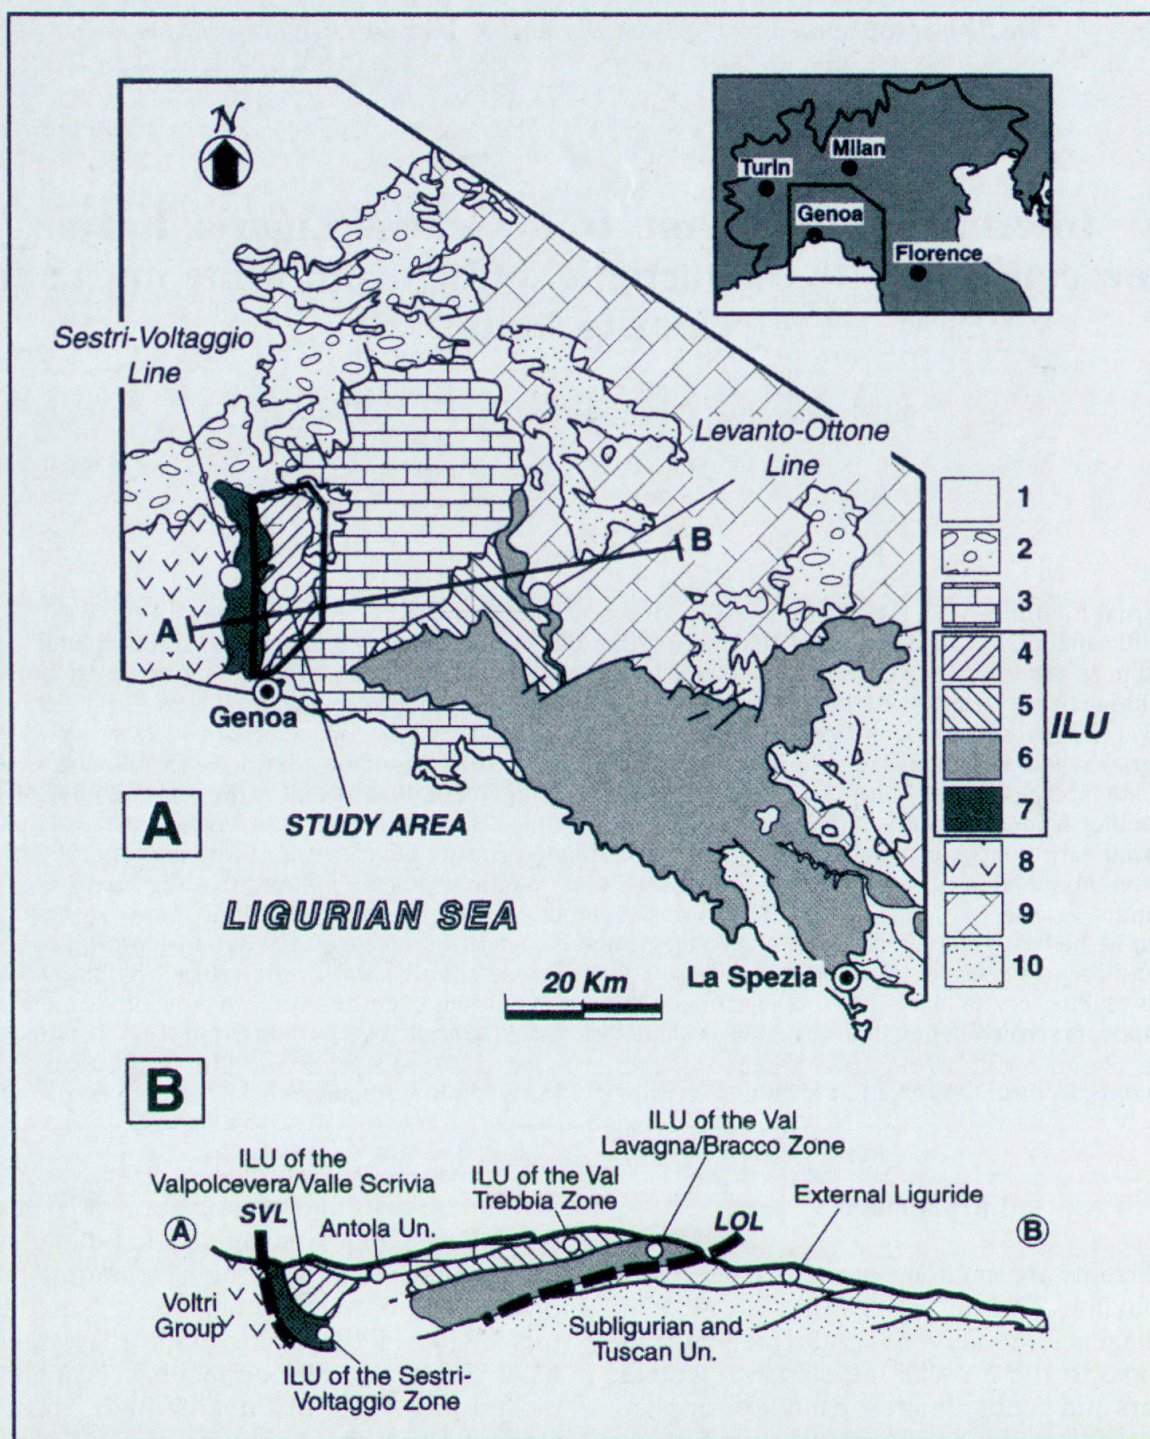 N
Turin
Milan
Genoa
Florence
Sestri-Voltaggio
Line
Levanto-Ottone
Line
B
A
Genoa
1
2
3
4
5
6
7
8
9
10
ILU
A
STUDY AREA
LIGURIAN SEA
La Spezia
20 Km
B
ILU of the Val
Lavagna/Bracco Zone
ILU of the
Valpolcevera/Valle Scrivia
ILU of the Val
Trebbia Zone
External Liguride
A
SVL
Antola Un.
LOL
B
Voltri
Group
Subligurian and
Tuscan Un.
ILU of the Sestri-
Voltaggio Zone